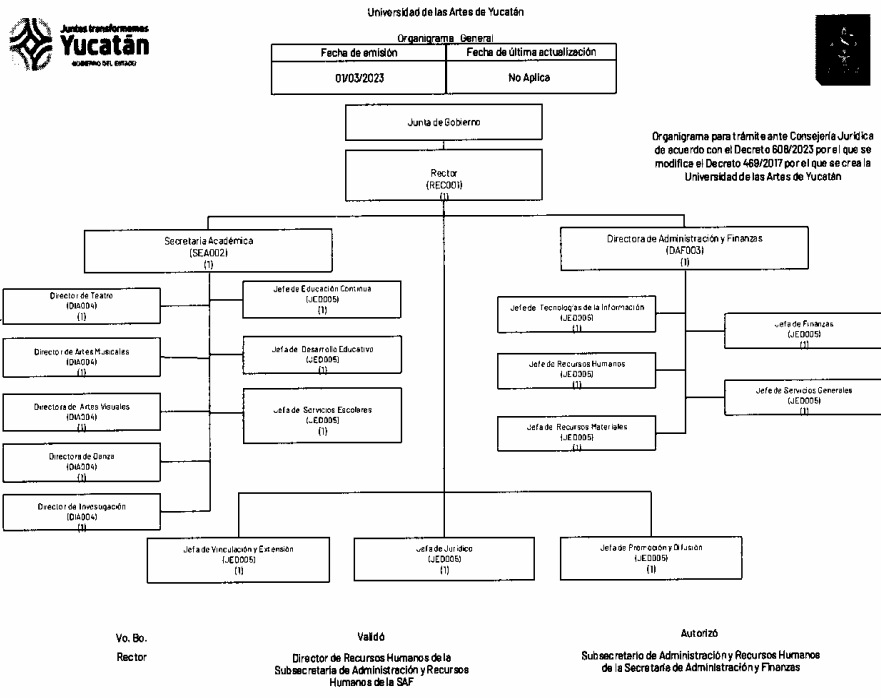 Universidad de las Artes de Yucatán
Juntos transformemos
Yucatán
GOBIERNO DEL ESTADO
Organigrama General
Fecha de emisión
Fecha de última actualización
01/03/2023
No Aplica
Junta de Gobierno
Organigrama para trámite ante Consejería Jurídica
de acuerdo con el Decreto 608/2023 por el que se
modifica el Decreto 469/2017 por el que se crea la
Universidad de las Artes de Yucatán
Rector
(REC001)
(1)
Secretaria Académica
(SEA002)
(1)
Directora de Administración y Finanzas
(DAF003)
(1)
Director de Teatro
(DIA004)
(1)
Jefe de Educación Continua
(JED005)
(1)
Jefe de Tecnologías de la Información
(JED005)
(1)
Jefa de Finanzas
(JED005)
(1)
Director de Artes Musicales
(DIA004)
(1)
Jefa de Desarrollo Educativo
(JED005)
(1)
Jefe de Recursos Humanos
(JED005)
(1)
Directora de Artes Visuales
(DIA004)
(1)
Jefa de Servicios Escolares
(JED005)
(1)
Jefe de Servicios Generales
(JED005)
(1)
Jefa de Recursos Materiales
(JED005)
(1)
Directora de Danza
(DIA004)
(1)
Director de Investigación
(DIA004)
(1)
Jefa de Vinculación y Extensión
(JED005)
(1)
Jefa de Jurídico
(JED005)
(1)
Jefa de Promoción y Difusión
(JED005)
(1)
Vo. Bo.
Rector
Validó
Director de Recursos Humanos de la
Subsecretaría de Administración y Recursos
Humanos de la SAF
Autorizó
Subsecretario de Administración y Recursos Humanos
de la Secretaría de Administración y Finanzas